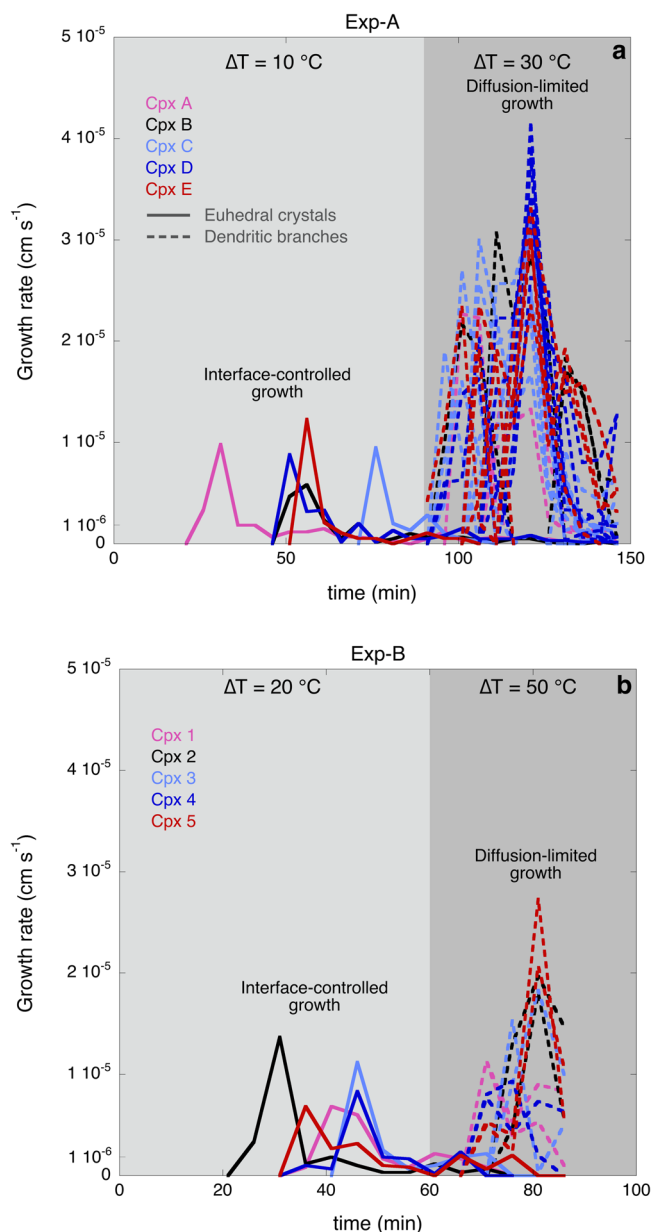 Exp-A
a
ΔT = 10 °C
ΔT = 30 °C
Diffusion-limited
growth
Cpx A
Cpx B
Cpx C
Cpx D
Cpx E
Euhedral crystals
Dendritic branches
Interface-controlled
growth
Growth rate (cm s⁻¹)
5 10⁻⁵
4 10⁻⁵
3 10⁻⁵
2 10⁻⁵
1 10⁻⁵
1 10⁻⁶
0
0
50
100
150
time (min)
Exp-B
b
ΔT = 20 °C
ΔT = 50 °C
Cpx 1
Cpx 2
Cpx 3
Cpx 4
Cpx 5
Diffusion-limited
growth
Interface-controlled
growth
Growth rate (cm s⁻¹)
5 10⁻⁵
4 10⁻⁵
3 10⁻⁵
2 10⁻⁵
1 10⁻⁵
1 10⁻⁶
0
0
20
40
60
80
100
time (min)